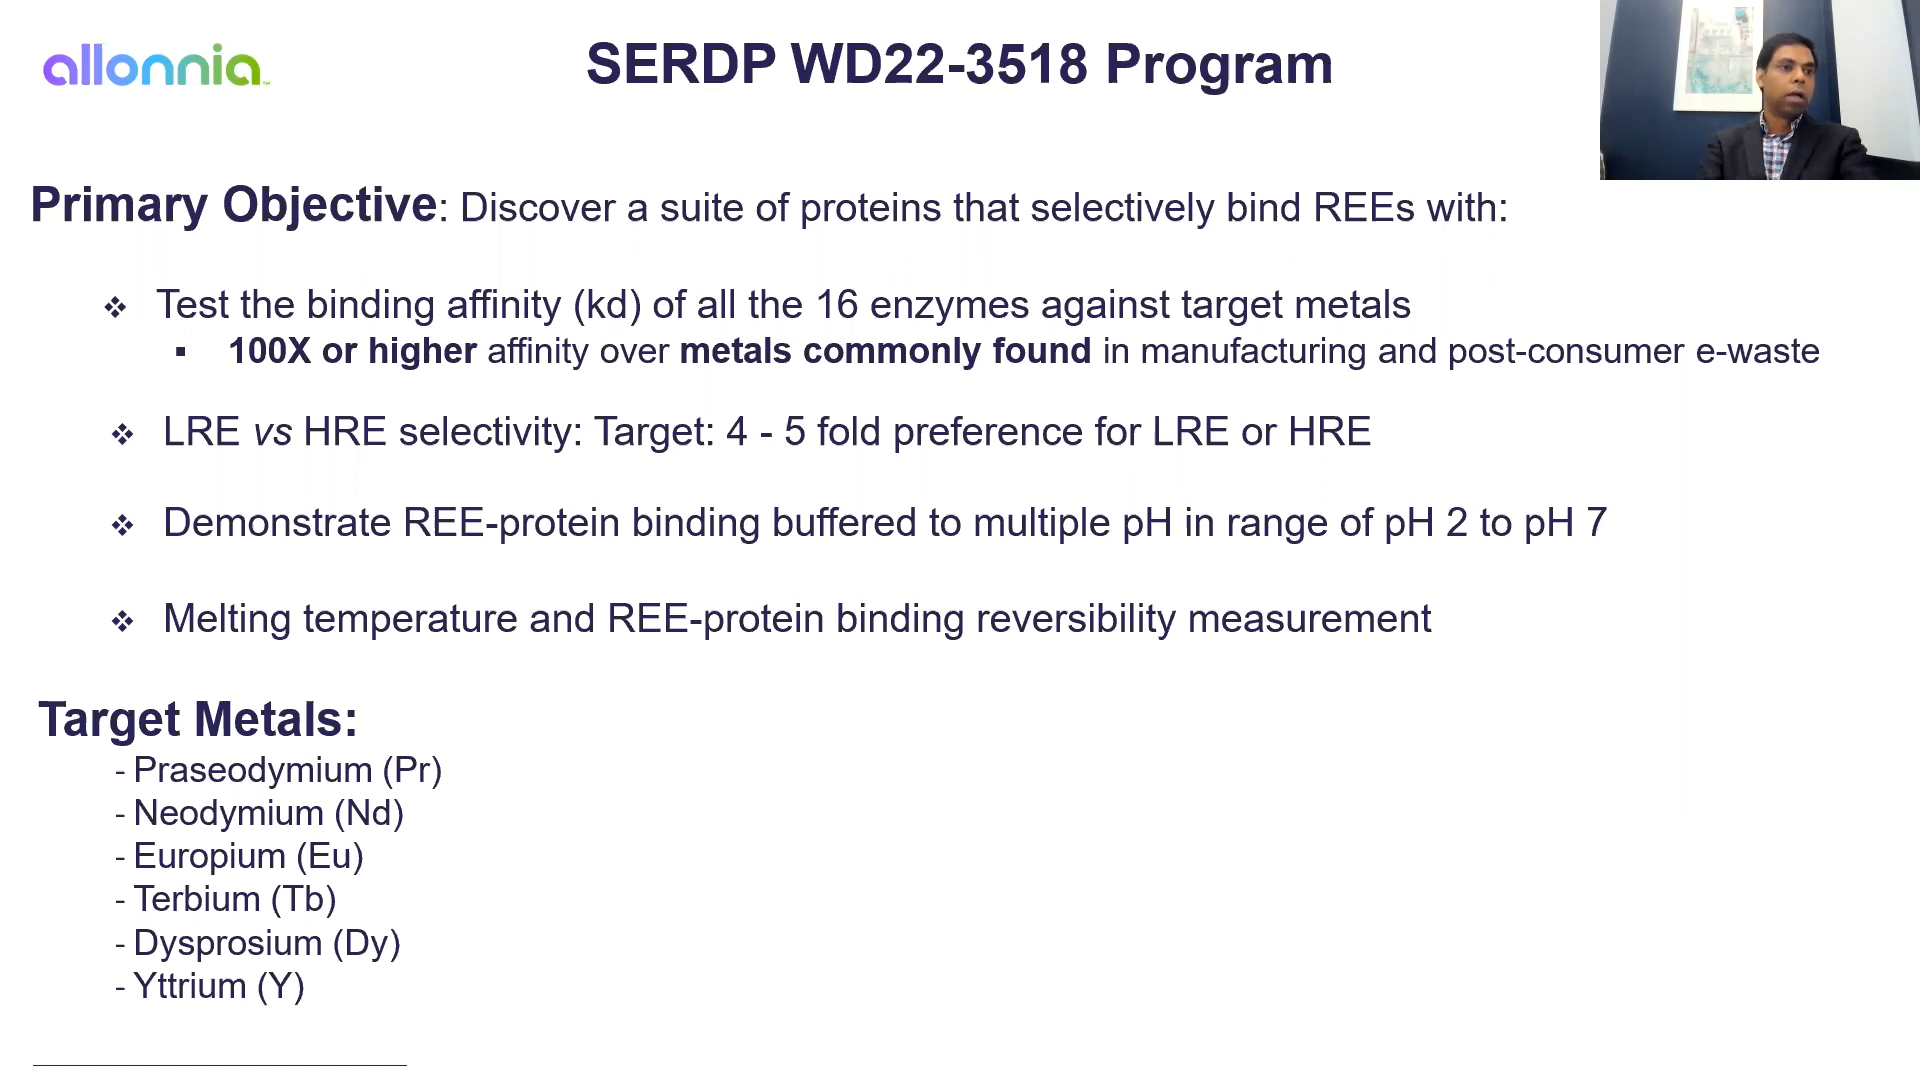 allonnia™
SERDP WD22-3518 Program
Primary Objective: Discover a suite of proteins that selectively bind REEs with:
❖ Test the binding affinity (kd) of all the 16 enzymes against target metals
▪ 100X or higher affinity over metals commonly found in manufacturing and post-consumer e-waste
❖ LRE vs HRE selectivity: Target: 4 - 5 fold preference for LRE or HRE
❖ Demonstrate REE-protein binding buffered to multiple pH in range of pH 2 to pH 7
❖ Melting temperature and REE-protein binding reversibility measurement
Target Metals:
- Praseodymium (Pr)
- Neodymium (Nd)
- Europium (Eu)
- Terbium (Tb)
- Dysprosium (Dy)
- Yttrium (Y)